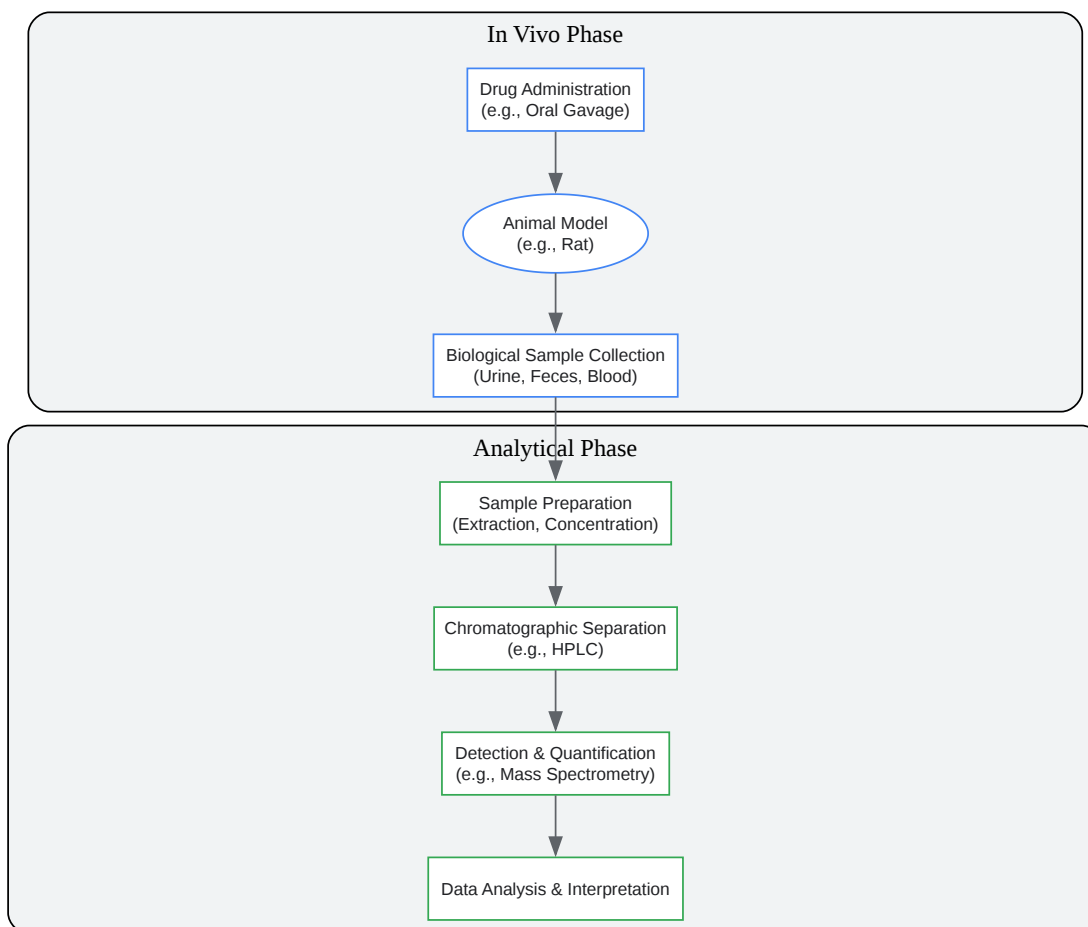 In Vivo Phase
Drug Administration
(e.g., Oral Gavage)
Animal Model
(e.g., Rat)
Biological Sample Collection
(Urine, Feces, Blood)
Analytical Phase
Sample Preparation
(Extraction, Concentration)
Chromatographic Separation
(e.g., HPLC)
Detection & Quantification
(e.g., Mass Spectrometry)
Data Analysis & Interpretation